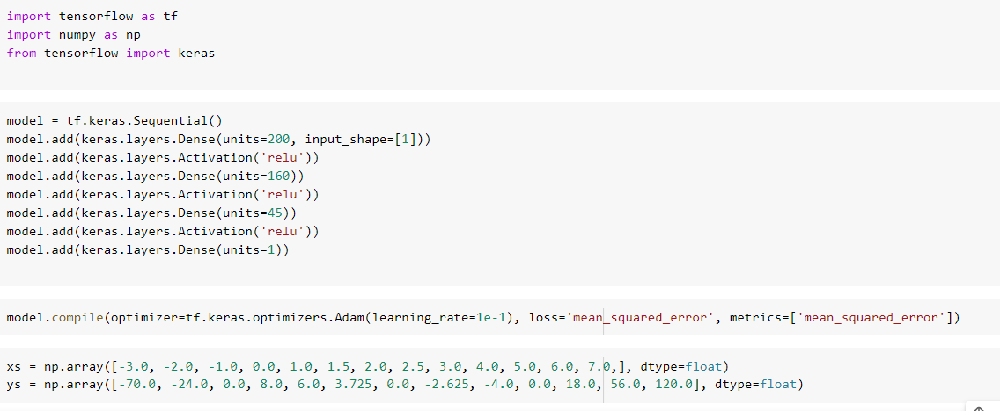 import tensorflow as tf
import numpy as np
from tensorflow import keras
model = tf.keras.Sequential()
model.add(keras.layers.Dense(units=200, input_shape=[1]))
model.add(keras.layers.Activation('relu'))
model.add(keras.layers.Dense(units=160))
model.add(keras.layers.Activation('relu'))
model.add(keras.layers.Dense(units=45))
model.add(keras.layers.Activation('relu'))
model.add(keras.layers.Dense(units=1))
model.compile(optimizer=tf.keras.optimizers.Adam(learning_rate=1e-1), loss='mean_squared_error', metrics=['mean_squared_error'])
xs = np.array([-3.0, -2.0, -1.0, 0.0, 1.0, 1.5, 2.0, 2.5, 3.0, 4.0, 5.0, 6.0, 7.0,], dtype=float)
ys = np.array([-70.0, -24.0, 0.0, 8.0, 6.0, 3.725, 0.0, -2.625, -4.0, 0.0, 18.0, 56.0, 120.0], dtype=float)